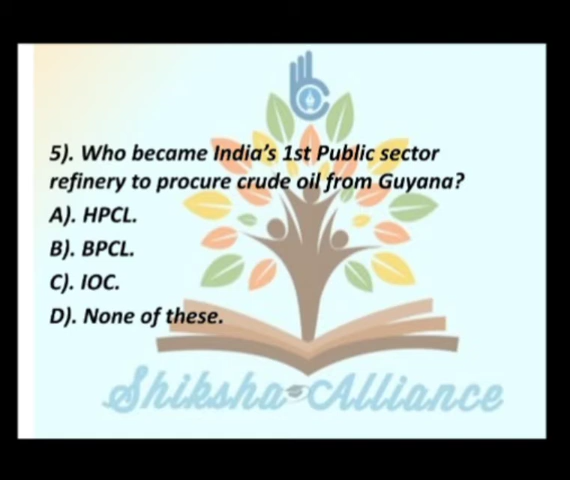 5). Who became India's 1st Public sector
refinery to procure crude oil from Guyana?
A). HPCL.
B). BPCL.
C). IOC.
D). None of these.
Shiksha Alliance